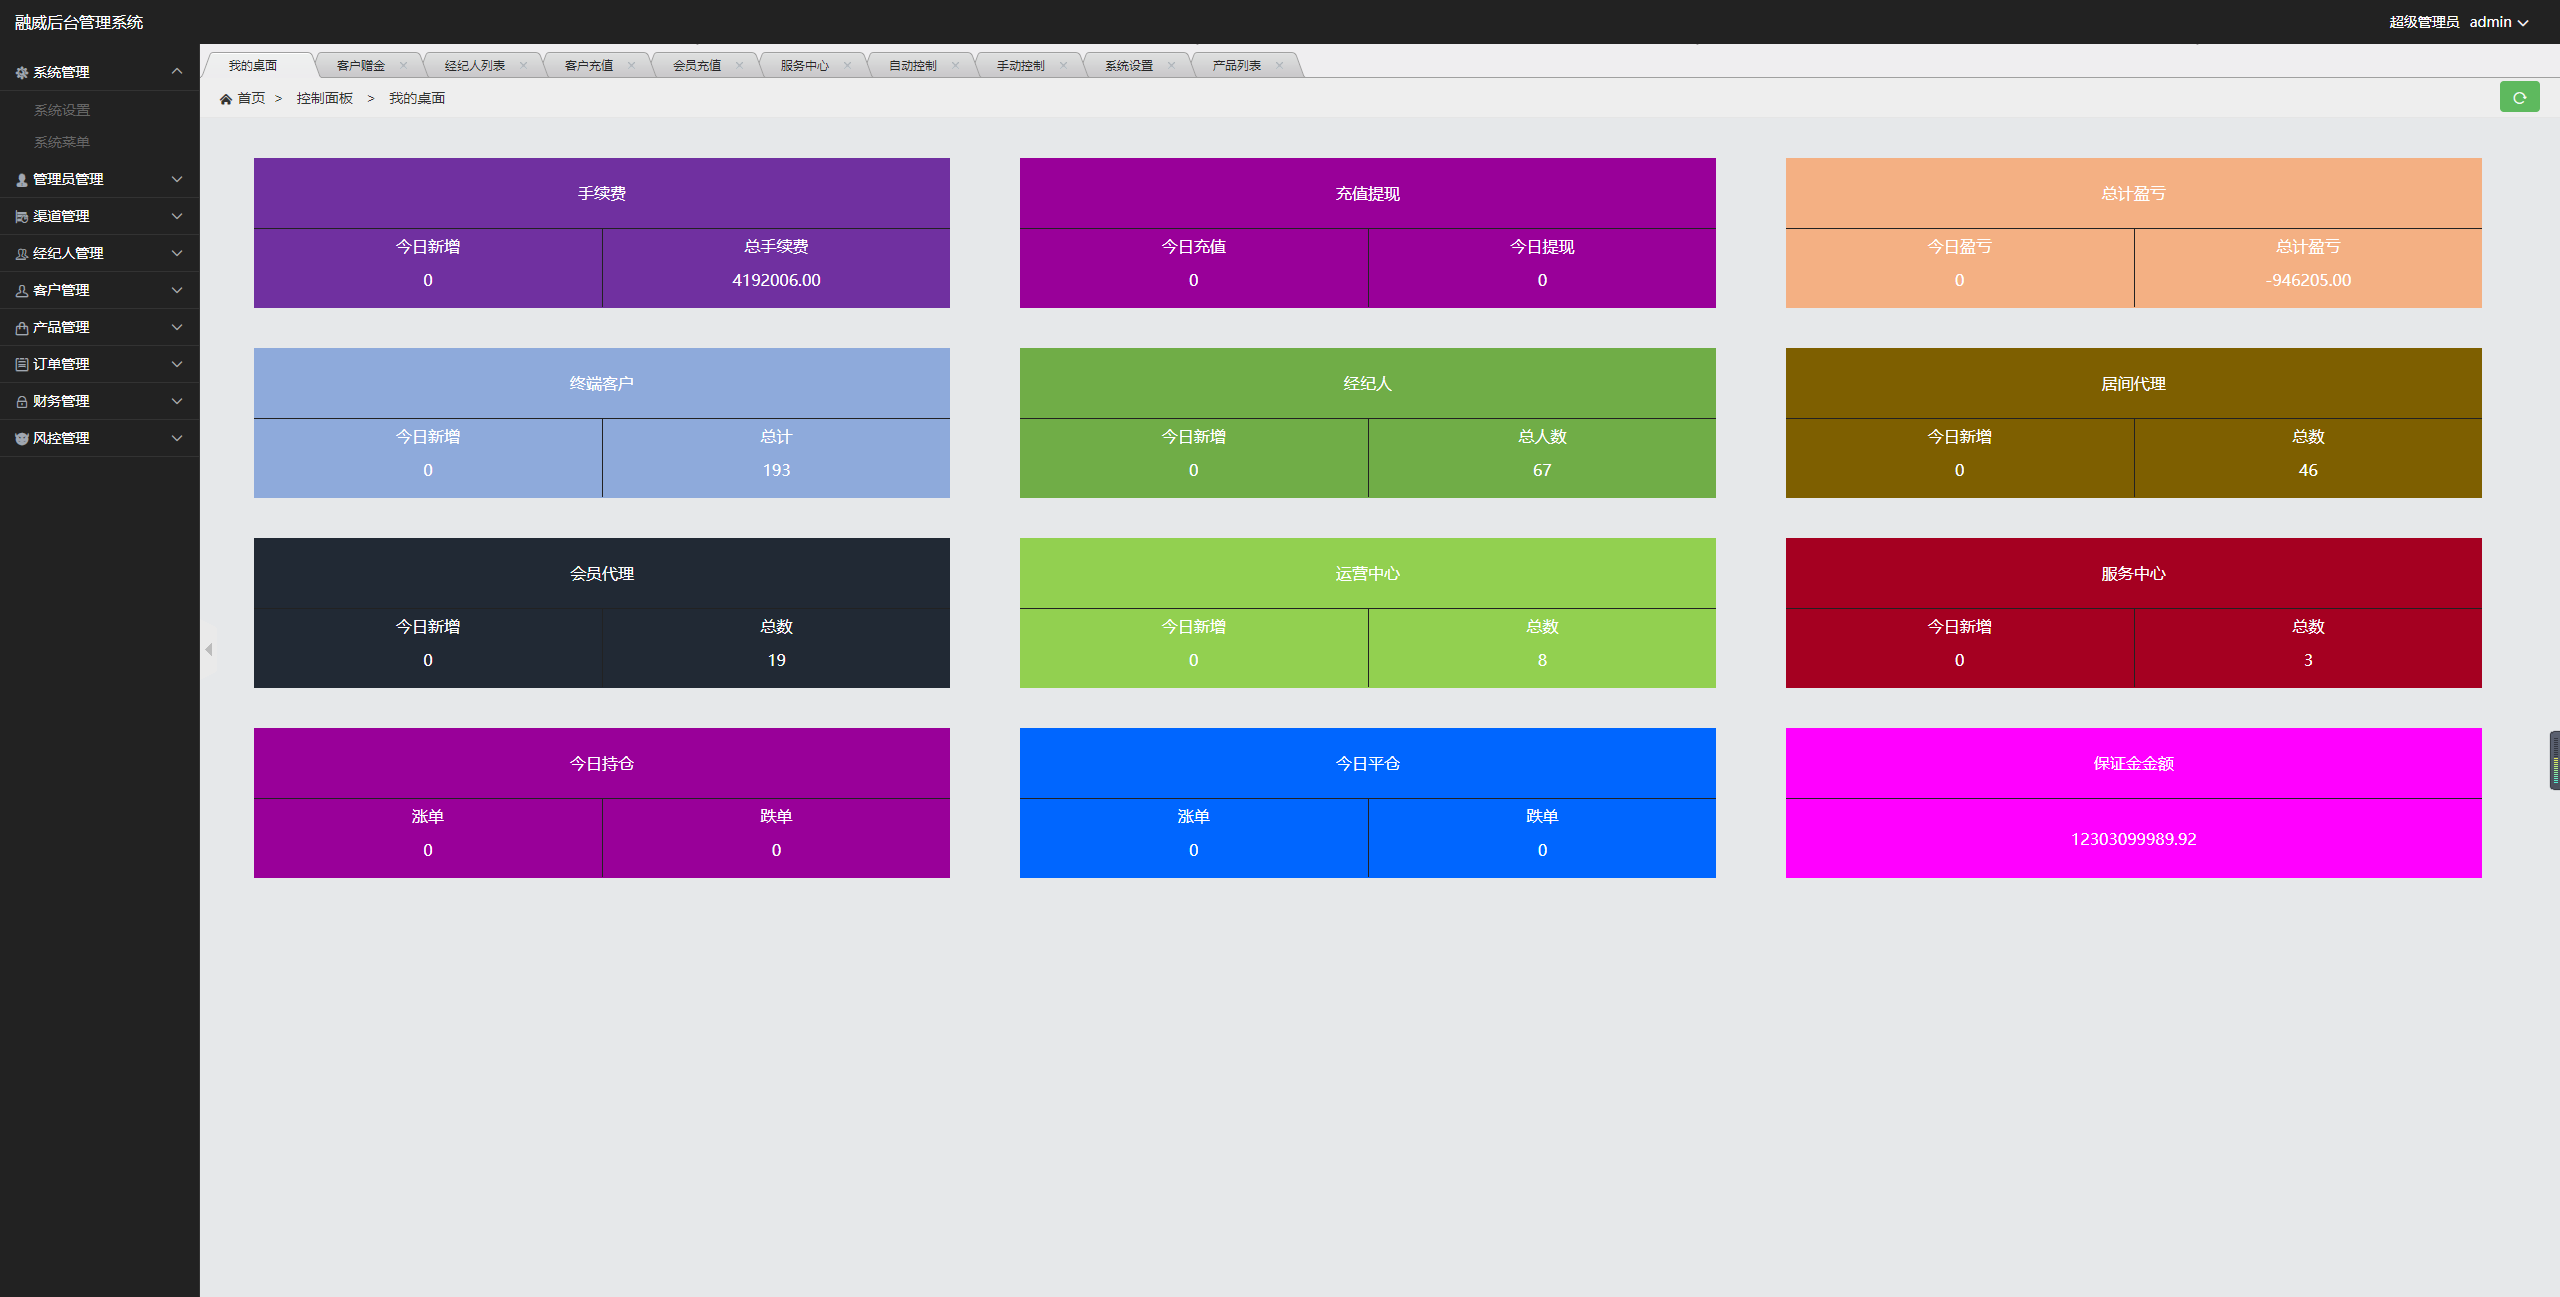 融威后台管理系统
超级管理员 admin
系统管理
系统设置
系统菜单
管理员管理
渠道管理
经纪人管理
客户管理
产品管理
订单管理
财务管理
风控管理
我的桌面 客户赠金 经纪人列表 客户充值 会员充值 服务中心 自动控制 手动控制 系统设置 产品列表
首页 > 控制面板 > 我的桌面
手续费
今日新增 总手续费
0 4192006.00
充值提现
今日充值 今日提现
0 0
总计盈亏
今日盈亏 总计盈亏
0 -946205.00
终端客户
今日新增 总计
0 193
经纪人
今日新增 总人数
0 67
居间代理
今日新增 总数
0 46
会员代理
今日新增 总数
0 19
运营中心
今日新增 总数
0 8
服务中心
今日新增 总数
0 3
今日持仓
涨单 跌单
0 0
今日平仓
涨单 跌单
0 0
保证金金额
12303099989.92